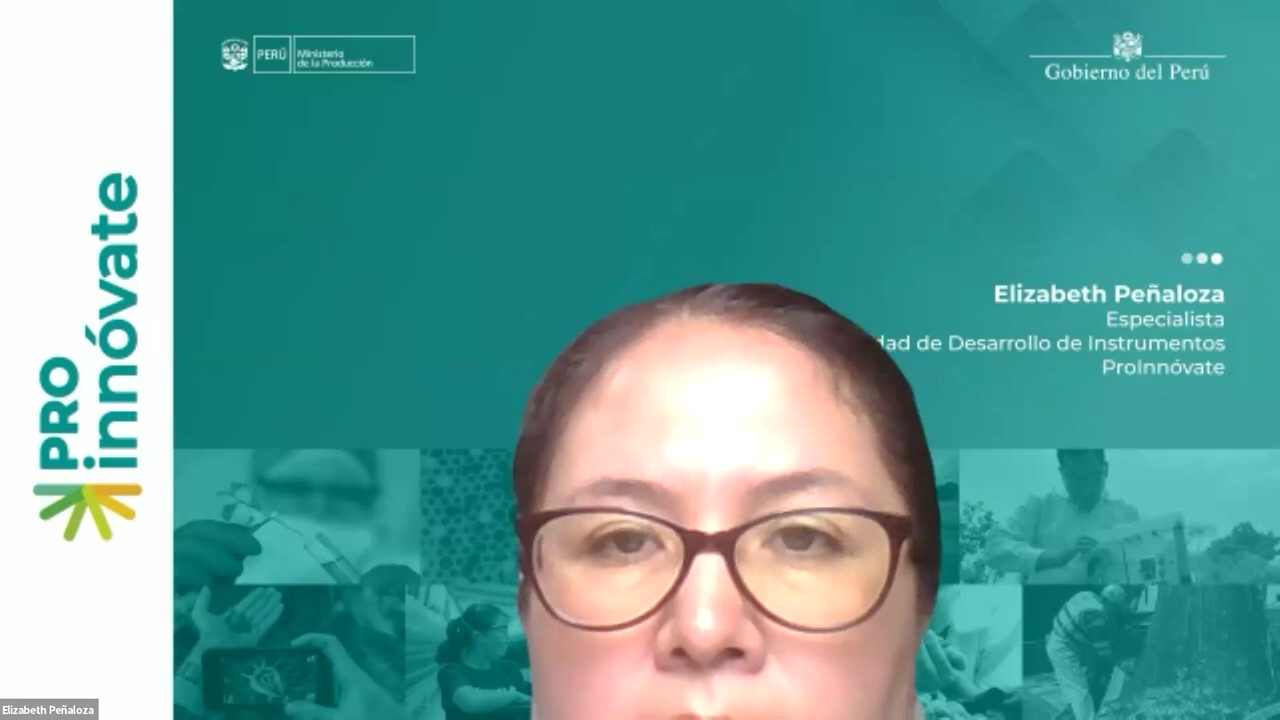 PERÚ
Ministerio
de la Producción
Gobierno del Perú
PRO
innóvate
Elizabeth Peñaloza
Especialista
dad de Desarrollo de Instrumentos
ProInnóvate
Elizabeth Peñaloza